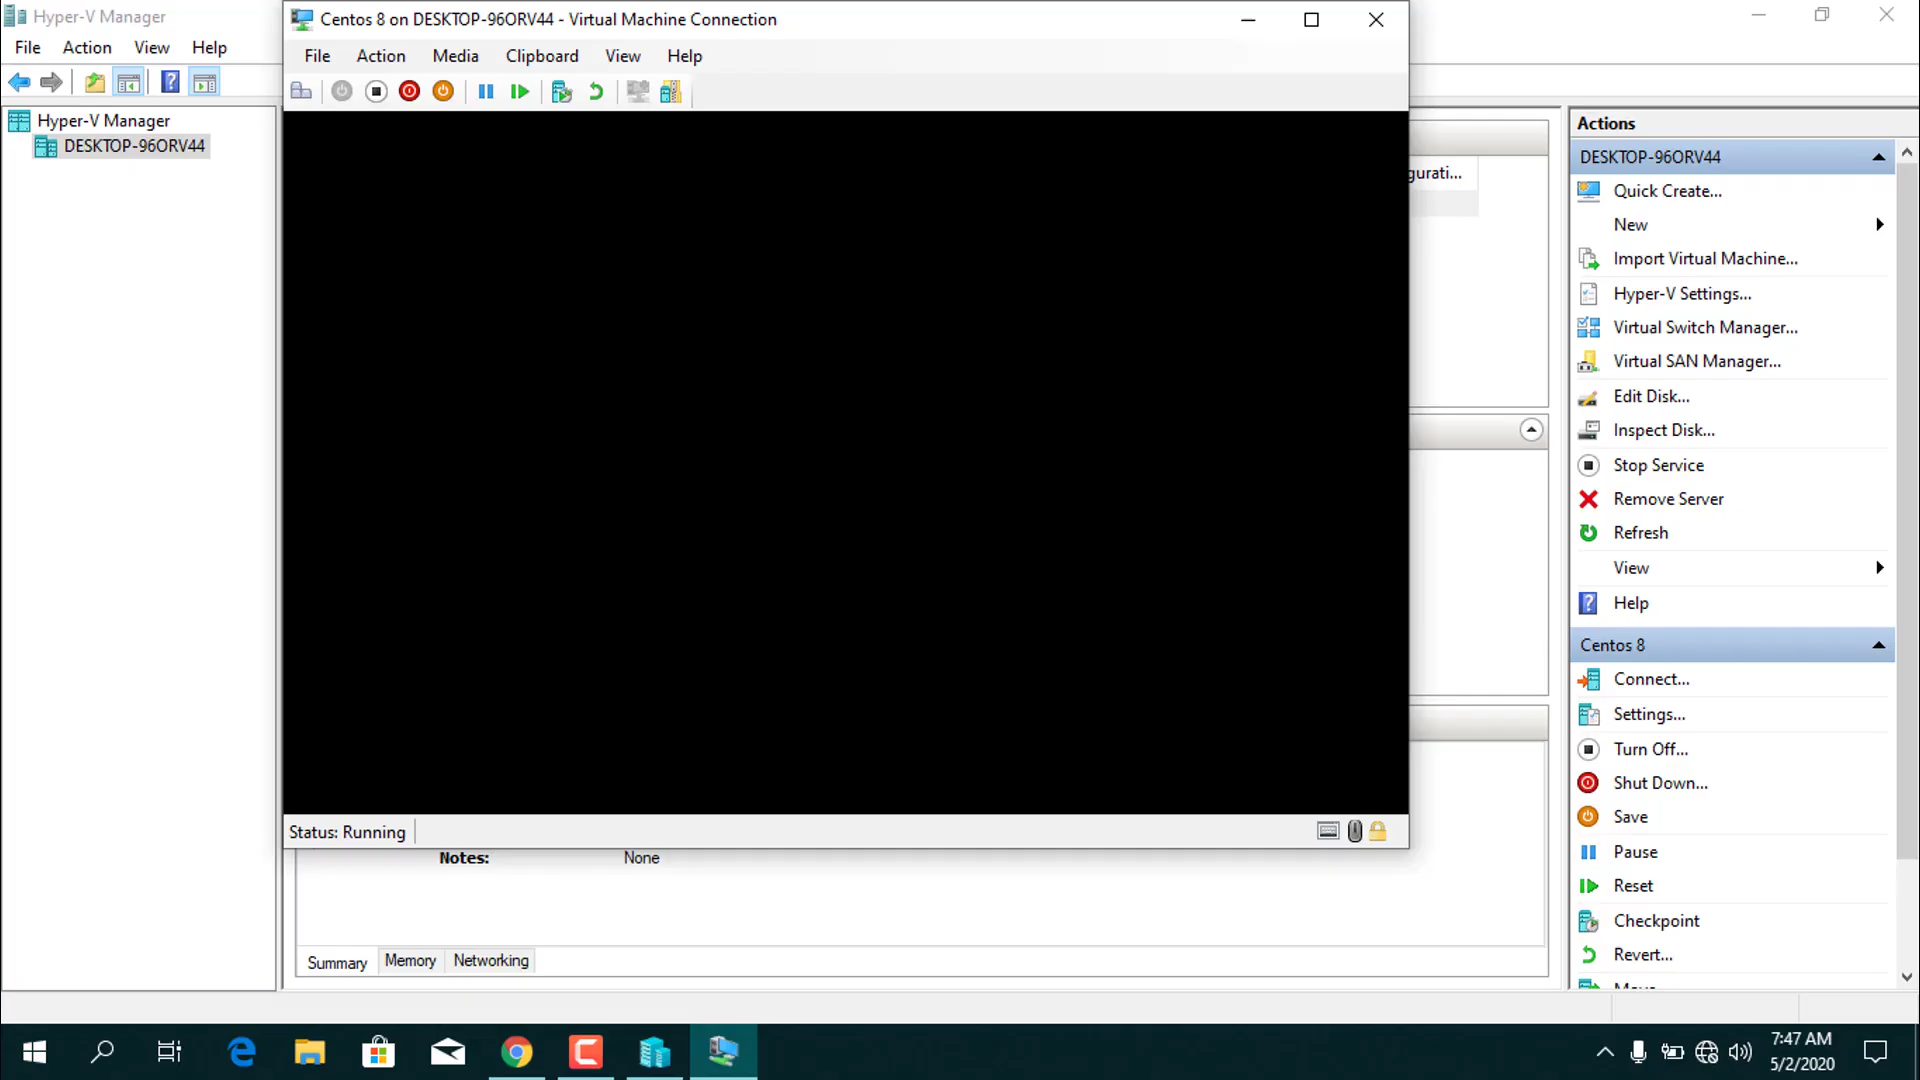 Hyper-V Manager
File Action View Help
Hyper-V Manager
DESKTOP-96ORV44
Centos 8 on DESKTOP-96ORV44 - Virtual Machine Connection
File Action Media Clipboard View Help
Status: Running
gurati...
Notes: None
Summary Memory Networking
Actions
DESKTOP-96ORV44
Quick Create...
New
Import Virtual Machine...
Hyper-V Settings...
Virtual Switch Manager...
Virtual SAN Manager...
Edit Disk...
Inspect Disk...
Stop Service
Remove Server
Refresh
View
Help
Centos 8
Connect...
Settings...
Turn Off...
Shut Down...
Save
Pause
Reset
Checkpoint
Revert...
7:47 AM
5/2/2020